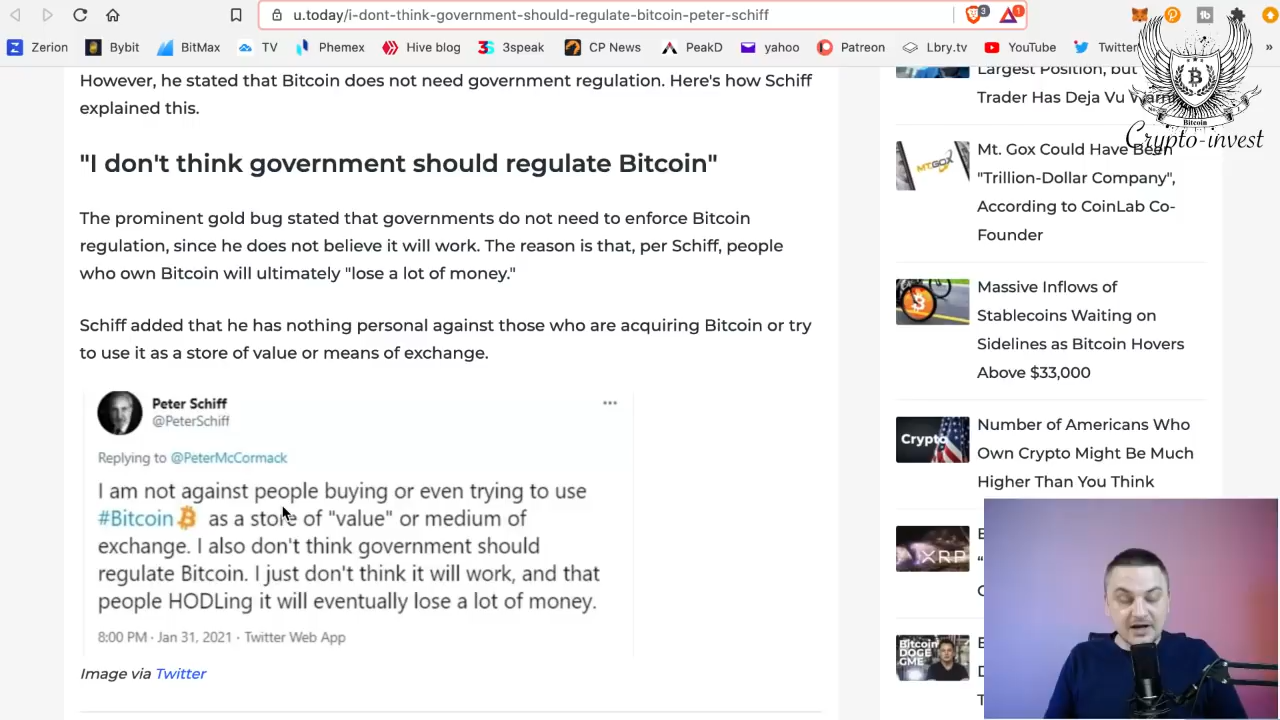 u.today/i-dont-think-government-should-regulate-bitcoin-peter-schiff
3
1
Zerion
Bybit
BitMax
TV
Phemex
Hive blog
3speak
CP News
PeakD
yahoo
Patreon
Lbry.tv
YouTube
Twitter
»
However, he stated that Bitcoin does not need government regulation. Here's how Schiff
explained this.
"I don't think government should regulate Bitcoin"
The prominent gold bug stated that governments do not need to enforce Bitcoin
regulation, since he does not believe it will work. The reason is that, per Schiff, people
who own Bitcoin will ultimately "lose a lot of money."
Schiff added that he has nothing personal against those who are acquiring Bitcoin or try
to use it as a store of value or means of exchange.
Peter Schiff
@PeterSchiff
Replying to @PeterMcCormack
I am not against people buying or even trying to use
#Bitcoin as a store of "value" or medium of
exchange. I also don't think government should
regulate Bitcoin. I just don't think it will work, and that
people HODLing it will eventually lose a lot of money.
8:00 PM · Jan 31, 2021 · Twitter Web App
Image via Twitter
Largest Position, but
Trader Has Deja Vu
Bitcoin
Crypto-invest
MT.GOX
Mt. Gox Could Have Been
"Trillion-Dollar Company",
According to CoinLab Co-
Founder
Massive Inflows of
Stablecoins Waiting on
Sidelines as Bitcoin Hovers
Above $33,000
Crypto
Number of Americans Who
Own Crypto Might Be Much
Higher Than You Think
XRP
Bitcoin
DOGE
GME